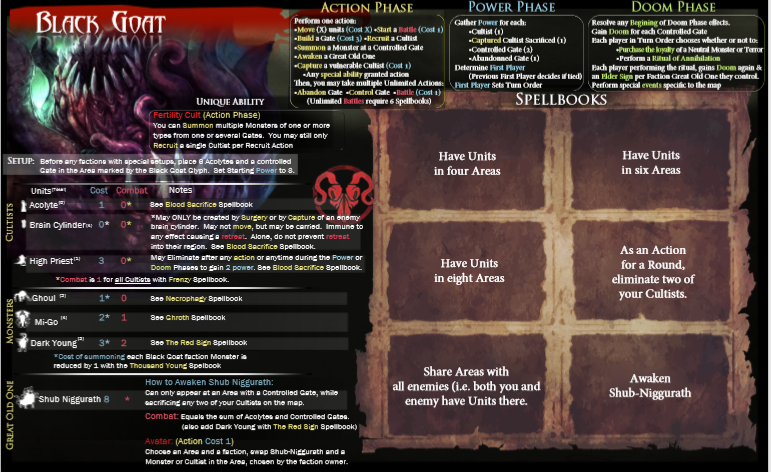 Black Goat
Action Phase
Perform one action:
•Move (X) units (Cost X) •Start a Battle (Cost 1)
•Build a Gate (Cost 3) •Recruit a Cultist
•Summon a Monster at a Controlled Gate
•Awaken a Great Old One
•Capture a vulnerable Cultist (Cost 1)
•Any special ability granted action
Then, you may take multiple Unlimited Actions:
•Abandon Gate •Control Gate •Battle (Cost 1)
(Unlimited Battles require 6 Spellbooks)
Power Phase
Gather Power for each:
•Cultist (1)
•Captured Cultist Sacrificed (1)
•Controlled Gate (2)
•Abandonned Gate (1)
Determine First Player
(Previous First Player decides if tied)
First Player Sets Turn Order
Doom Phase
Resolve any Begining of Doom Phase effects.
Gain Doom for each Controlled Gate
Each player in Turn Order chooses whether or not to:
•Purchase the loyalty of a Neutral Monster or Terror
•Perform a Ritual of Annihilation
Each player performing the ritual, gains Doom again &
an Elder Sign per Faction Great Old One they control.
Perform special events specific to the map
Unique Ability
Fertility Cult (Action Phase)
You can Summon multiple Monsters of one or more
types from one or several Gates. You may still only
Recruit a single Cultist per Recruit Action
Setup: Before any factions with special setups, place 6 Acolytes and a controlled
Gate in the Area marked by the Black Goat Glyph. Set Starting Power to 8.
Units(Total) Cost Combat Notes
Cultists
Acolyte(6) 1 0* See Blood Sacrifice Spellbook
Brain Cylinder(6) 0* 0* *May ONLY be created by Surgery or by Capture of an enemy
brain cylinder. May not move, but may be carried. Immune to
any effect causing a retreat. Alone, do not prevent retreat
into their region. See Blood Sacrifice Spellbook.
High Priest(1) 3 0* May Eliminate after any action or anytime during the Power or
Doom Phases to gain 2 power. See Blood Sacrifice Spellbook.
*Combat is 1 for all Cultists with Frenzy Spellbook.
Monsters
Ghoul (2) 1* 0 See Necrophagy Spellbook
Mi-Go (4) 2* 1 See Ghroth Spellbook
Dark Young(3) 3* 2 See The Red Sign Spellbook
*Cost of summoning each Black Goat faction Monster is
reduced by 1 with the Thousand Young Spellbook
Great Old One
Shub Niggurath 8 *
How to Awaken Shub Niggurath:
Can only appear at an Area with a Controlled Gate, while
sacrificing any two of your Cultists on the map.
Combat: Equals the sum of Acolytes and Controlled Gates.
(also add Dark Young with The Red Sign Spellbook)
Avatar: (Action Cost 1)
Choose an Area and a faction, swap Shub-Niggurath and a
Monster or Cultist in the Area, chosen by the faction owner.
Spellbooks
Have Units
in four Areas
Have Units
in six Areas
Have Units
in eight Areas
As an Action
for a Round,
eliminate two of
your Cultists.
Share Areas with
all enemies (i.e. both you and
enemy have Units there.
Awaken
Shub-Niggurath